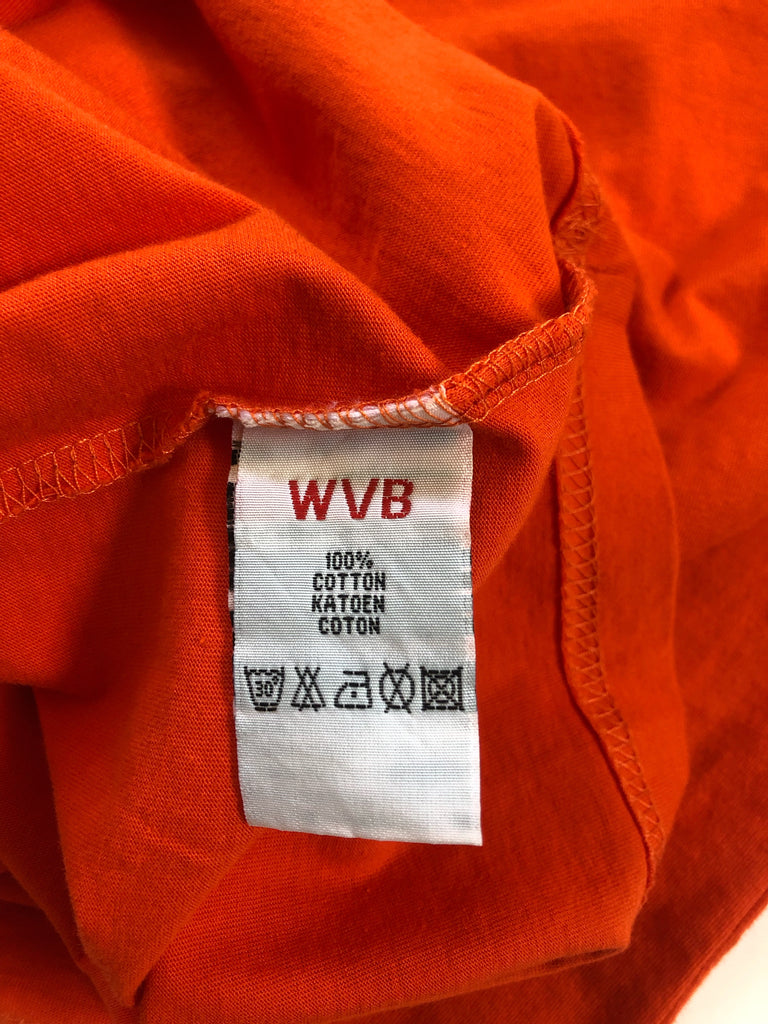 WVB
100%
COTTON
KATOEN
COTON
30°